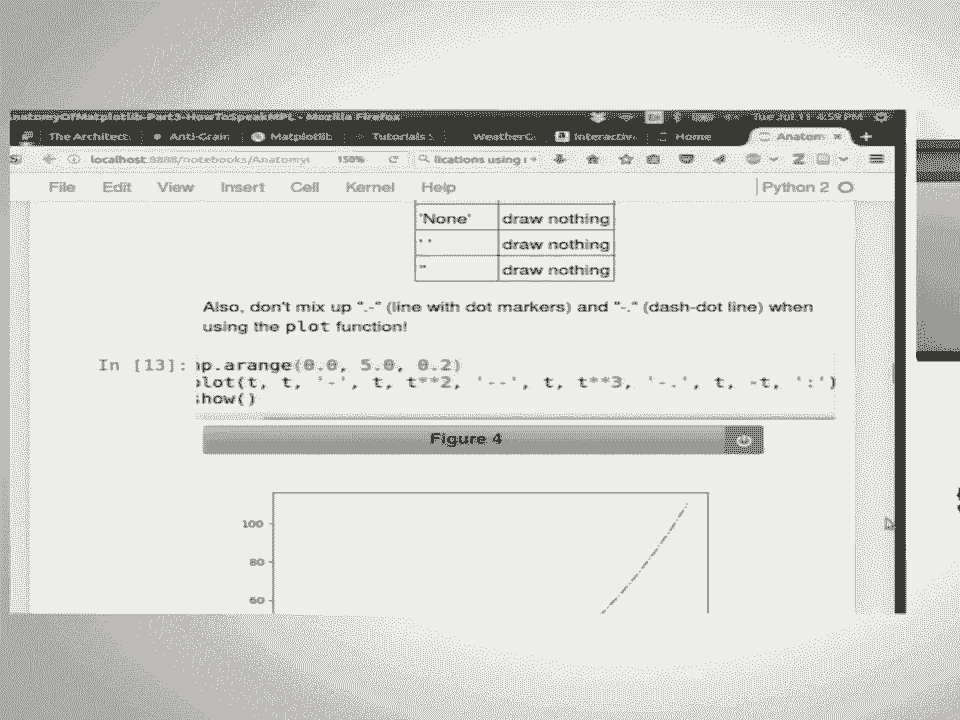 natomyOfMatplotlib-Part3-HowToSpeakMPL - Mozilla Firefox
Tue Jul 11 4:59 PM
The Architect:
Anti-Grain
Matplotlib
Tutorials
WeatherG
Interactiv
Home
Anatom
localhost:8888/notebooks/Anatomy
150%
lications using
File Edit View Insert Cell Kernel Help
Python 2
'None' draw nothing
' ' draw nothing
'' draw nothing
Also, don't mix up ".-" (line with dot markers) and "-." (dash-dot line) when
using the plot function!
In [13]: np.arange(0.0, 5.0, 0.2)
plot(t, t, '-', t, t**2, '--', t, t**3, '-.', t, -t, ':')
show()
Figure 4
100
80
60